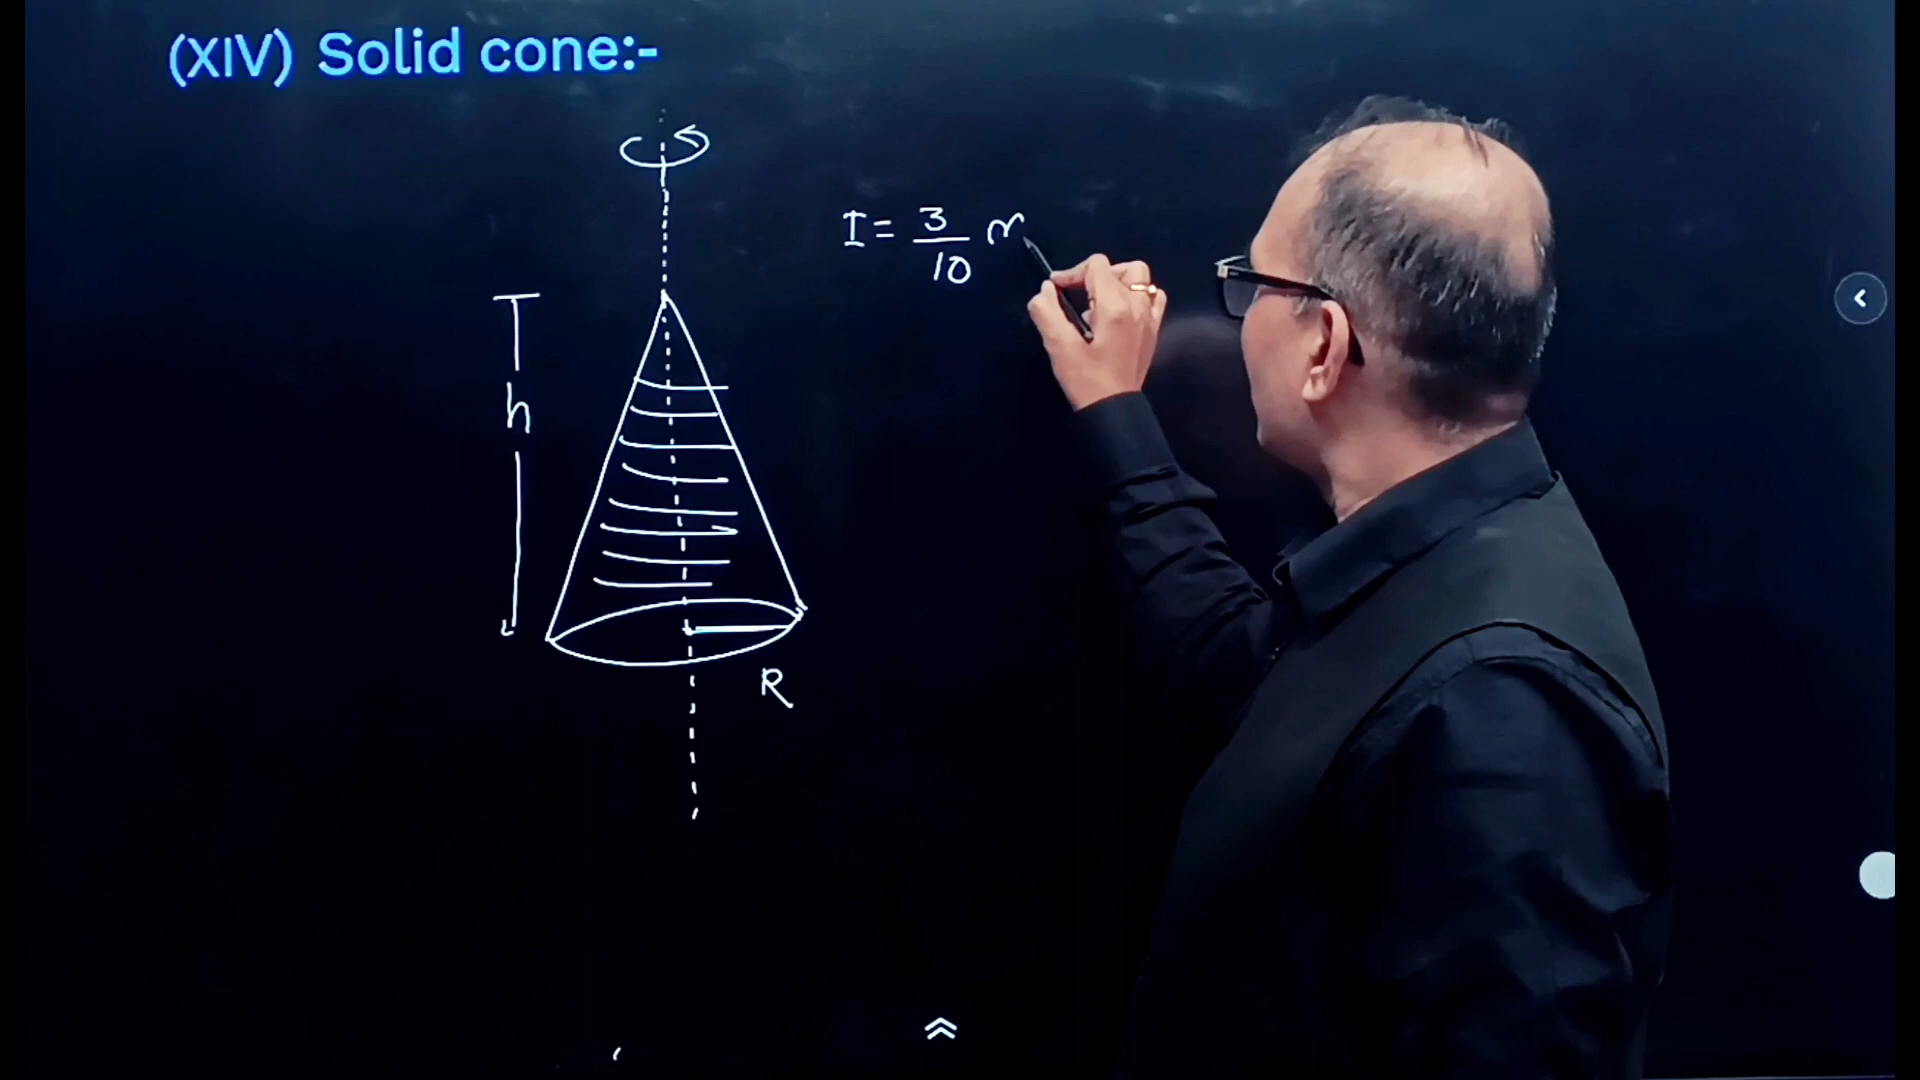 (XIV) Solid cone:-
I = 3/10 m
h
R